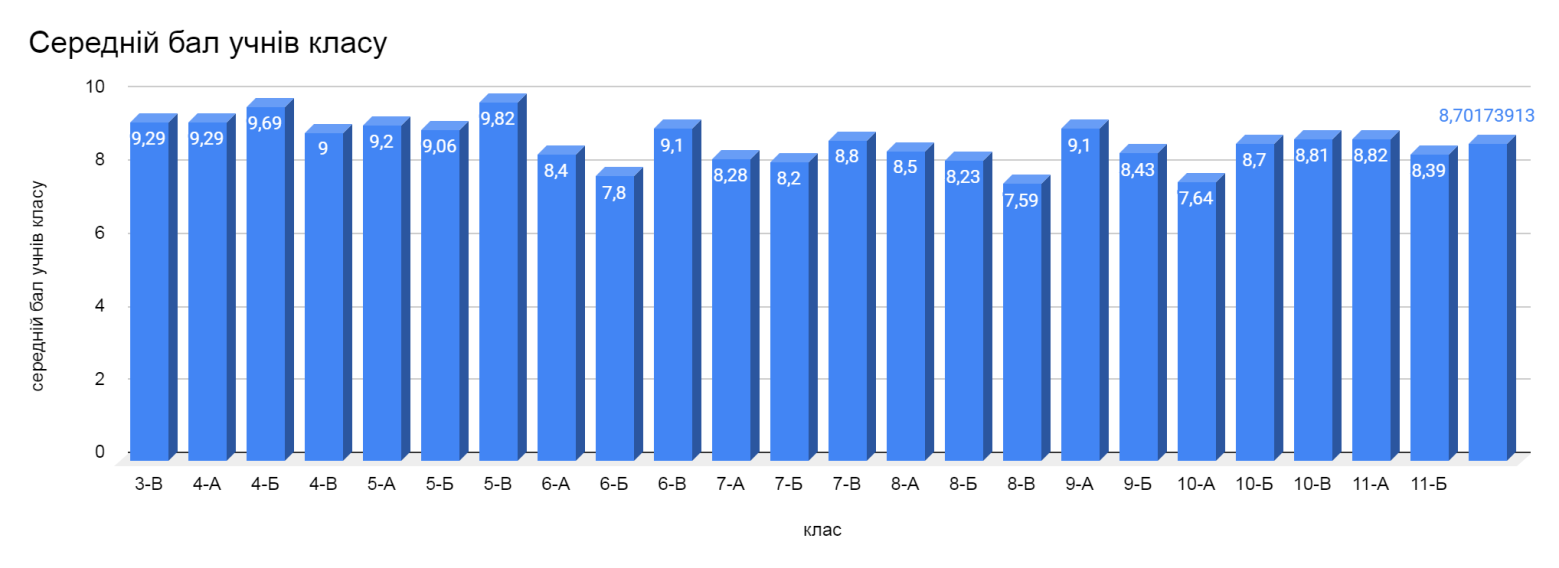 Середній бал учнів класу
середній бал учнів класу
10
8
6
4
2
0
9,29 9,29 9,69 9 9,2 9,06 9,82 8,4 7,8 9,1 8,28 8,2 8,8 8,5 8,23 7,59 9,1 8,43 7,64 8,7 8,81 8,82 8,39 8,70173913
3-В 4-А 4-Б 4-В 5-А 5-Б 5-В 6-А 6-Б 6-В 7-А 7-Б 7-В 8-А 8-Б 8-В 9-А 9-Б 10-А 10-Б 10-В 11-А 11-Б
клас